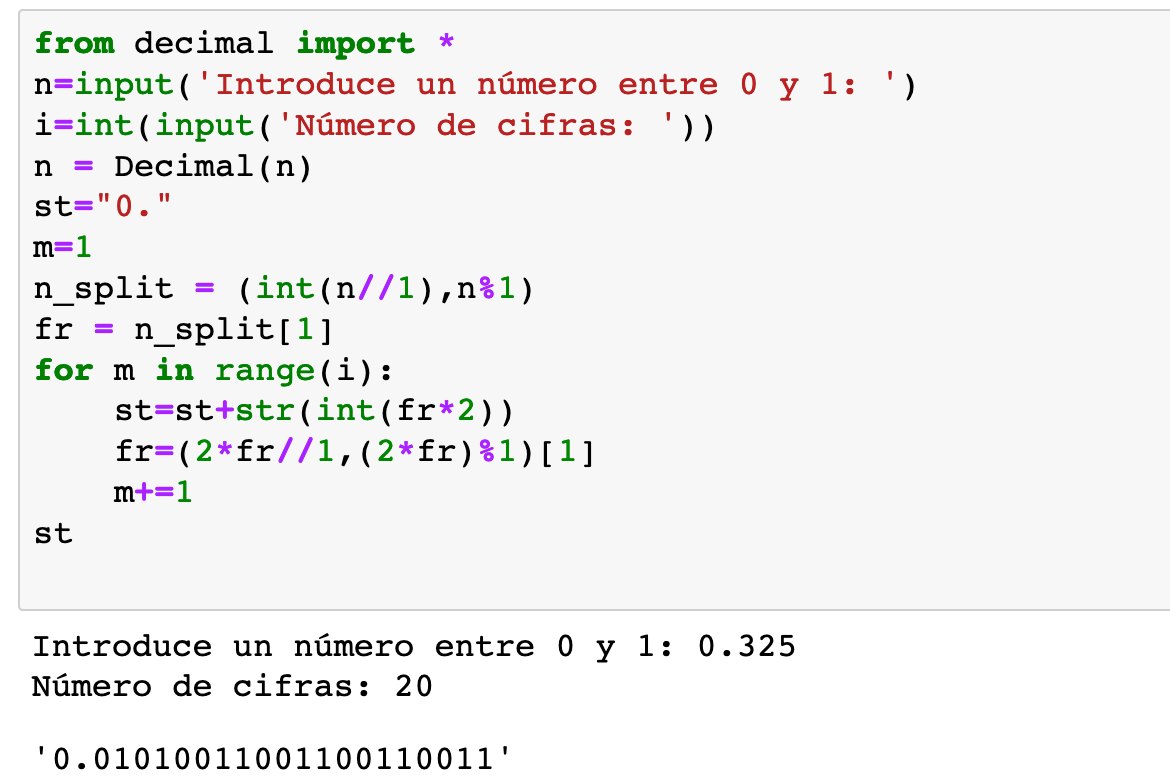 from decimal import *
n=input('Introduce un número entre 0 y 1: ')
i=int(input('Número de cifras: '))
n = Decimal(n)
st="0."
m=1
n_split = (int(n//1),n%1)
fr = n_split[1]
for m in range(i):
    st=st+str(int(fr*2))
    fr=(2*fr//1,(2*fr)%1)[1]
    m+=1
st
Introduce un número entre 0 y 1: 0.325
Número de cifras: 20
'0.01010011001100110011'